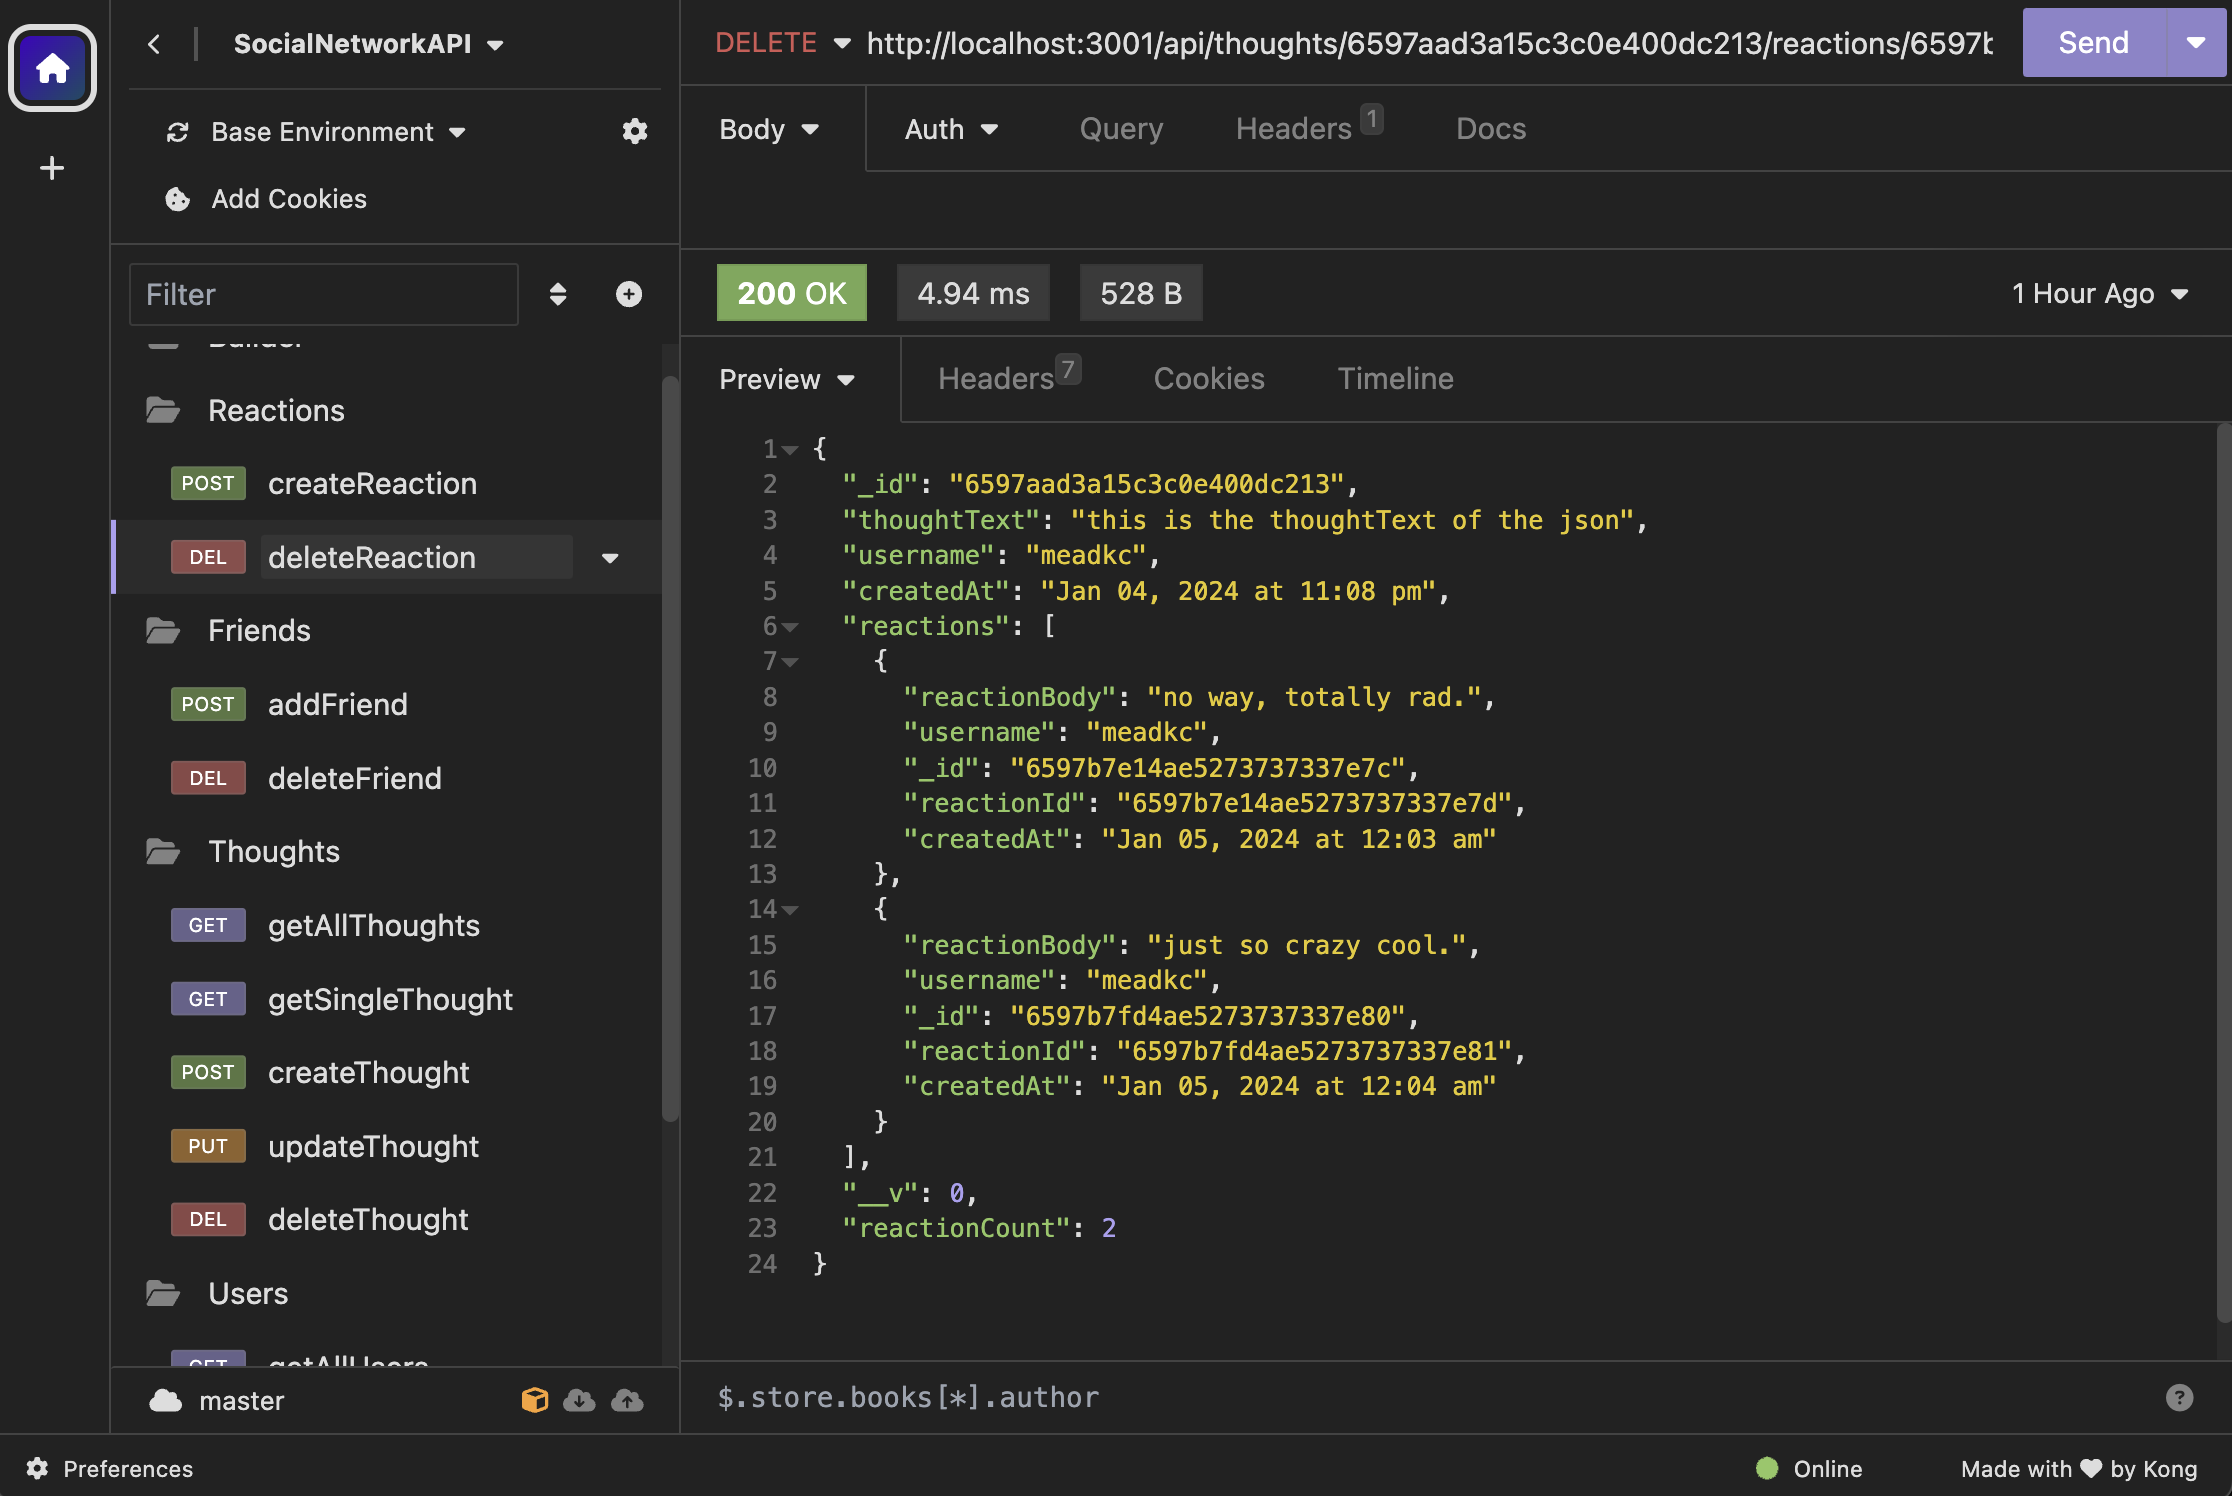 SocialNetworkAPI
Base Environment
Add Cookies
Filter
Builder
Reactions
POST createReaction
DEL deleteReaction
Friends
POST addFriend
DEL deleteFriend
Thoughts
GET getAllThoughts
GET getSingleThought
POST createThought
PUT updateThought
DEL deleteThought
Users
GET getAllUsers
master
DELETE http://localhost:3001/api/thoughts/6597aad3a15c3c0e400dc213/reactions/6597b Send
Body Auth Query Headers 1 Docs
200 OK 4.94 ms 528 B 1 Hour Ago
Preview Headers 7 Cookies Timeline
1 {
2 "_id": "6597aad3a15c3c0e400dc213",
3 "thoughtText": "this is the thoughtText of the json",
4 "username": "meadkc",
5 "createdAt": "Jan 04, 2024 at 11:08 pm",
6 "reactions": [
7 {
8 "reactionBody": "no way, totally rad.",
9 "username": "meadkc",
10 "_id": "6597b7e14ae5273737337e7c",
11 "reactionId": "6597b7e14ae5273737337e7d",
12 "createdAt": "Jan 05, 2024 at 12:03 am"
13 },
14 {
15 "reactionBody": "just so crazy cool.",
16 "username": "meadkc",
17 "_id": "6597b7fd4ae5273737337e80",
18 "reactionId": "6597b7fd4ae5273737337e81",
19 "createdAt": "Jan 05, 2024 at 12:04 am"
20 }
21 ],
22 "__v": 0,
23 "reactionCount": 2
24 }
$.store.books[*].author
Preferences
Online
Made with ♥ by Kong